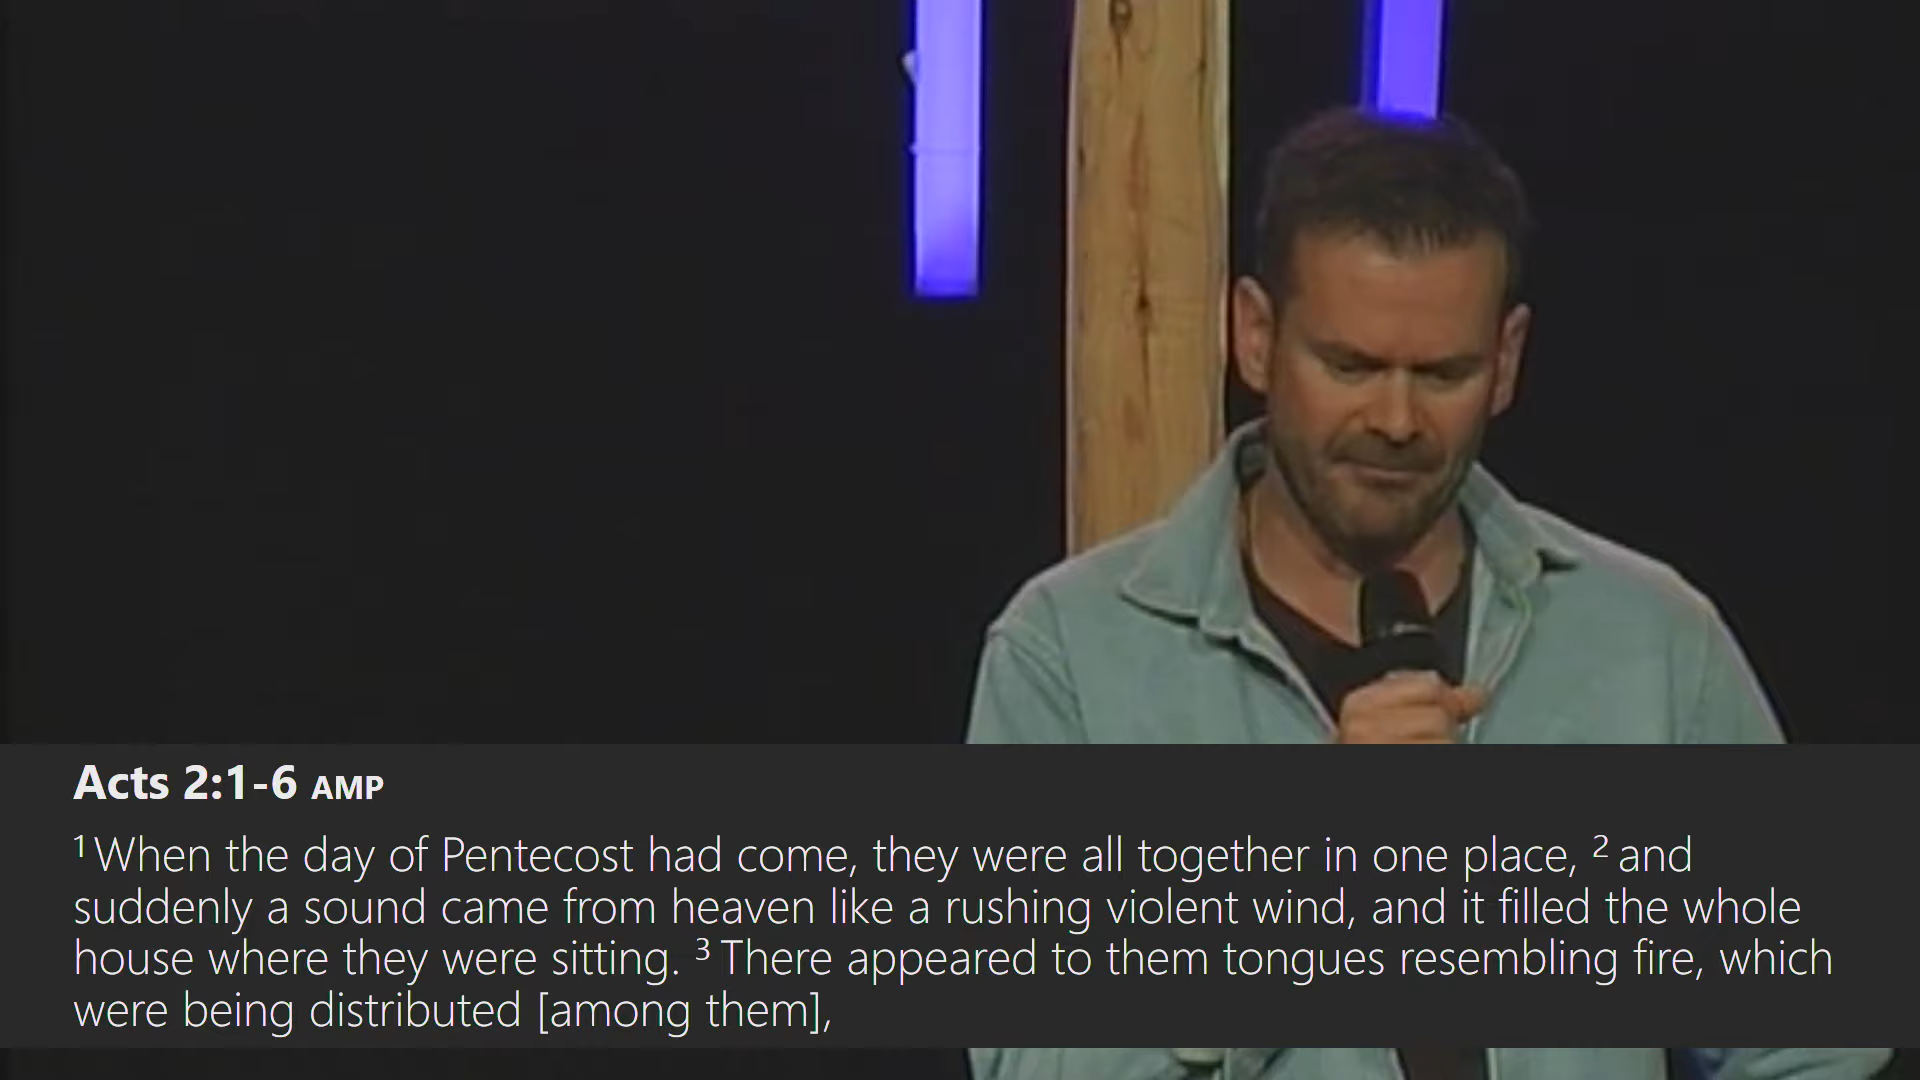 Acts 2:1-6 AMP
1 When the day of Pentecost had come, they were all together in one place, 2 and
suddenly a sound came from heaven like a rushing violent wind, and it filled the whole
house where they were sitting. 3 There appeared to them tongues resembling fire, which
were being distributed [among them],